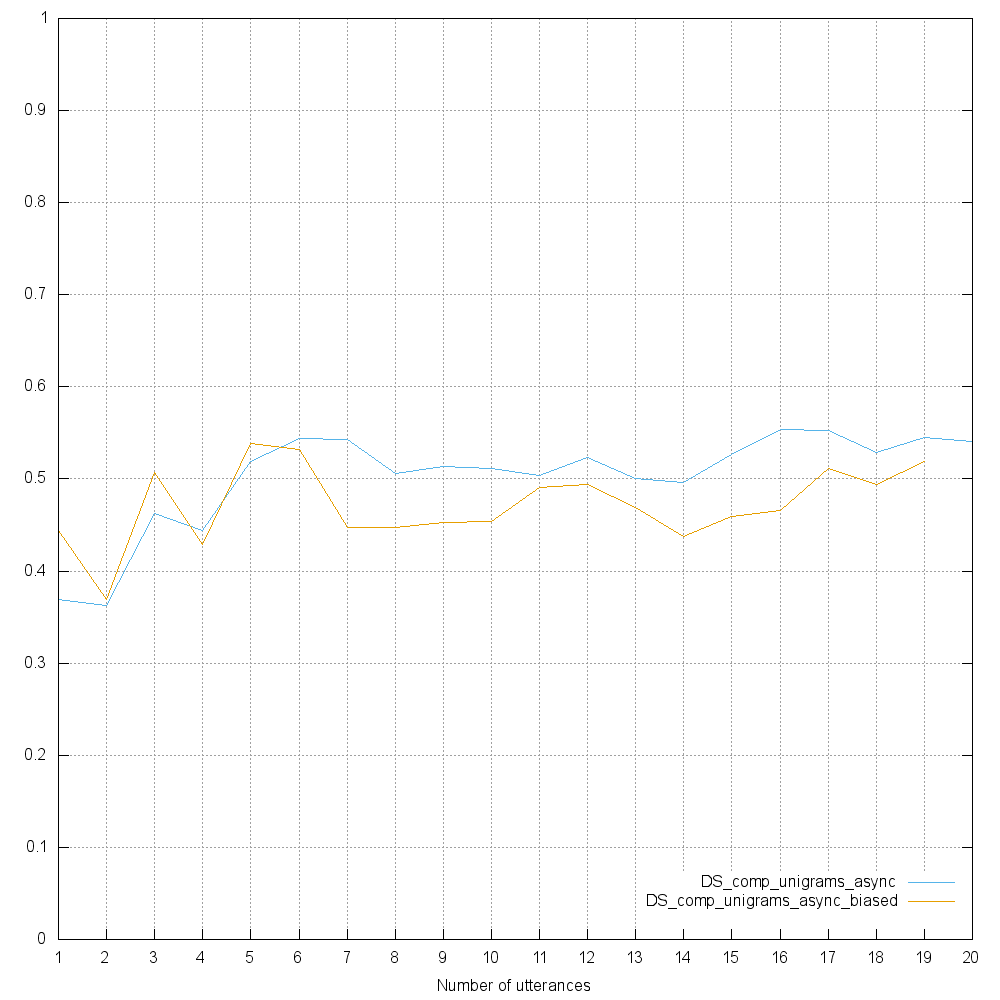 1
0.9
0.8
0.7
0.6
0.5
0.4
0.3
0.2
0.1
0
DS_comp_unigrams_async
DS_comp_unigrams_async_biased
1 2 3 4 5 6 7 8 9 10 11 12 13 14 15 16 17 18 19 20
Number of utterances